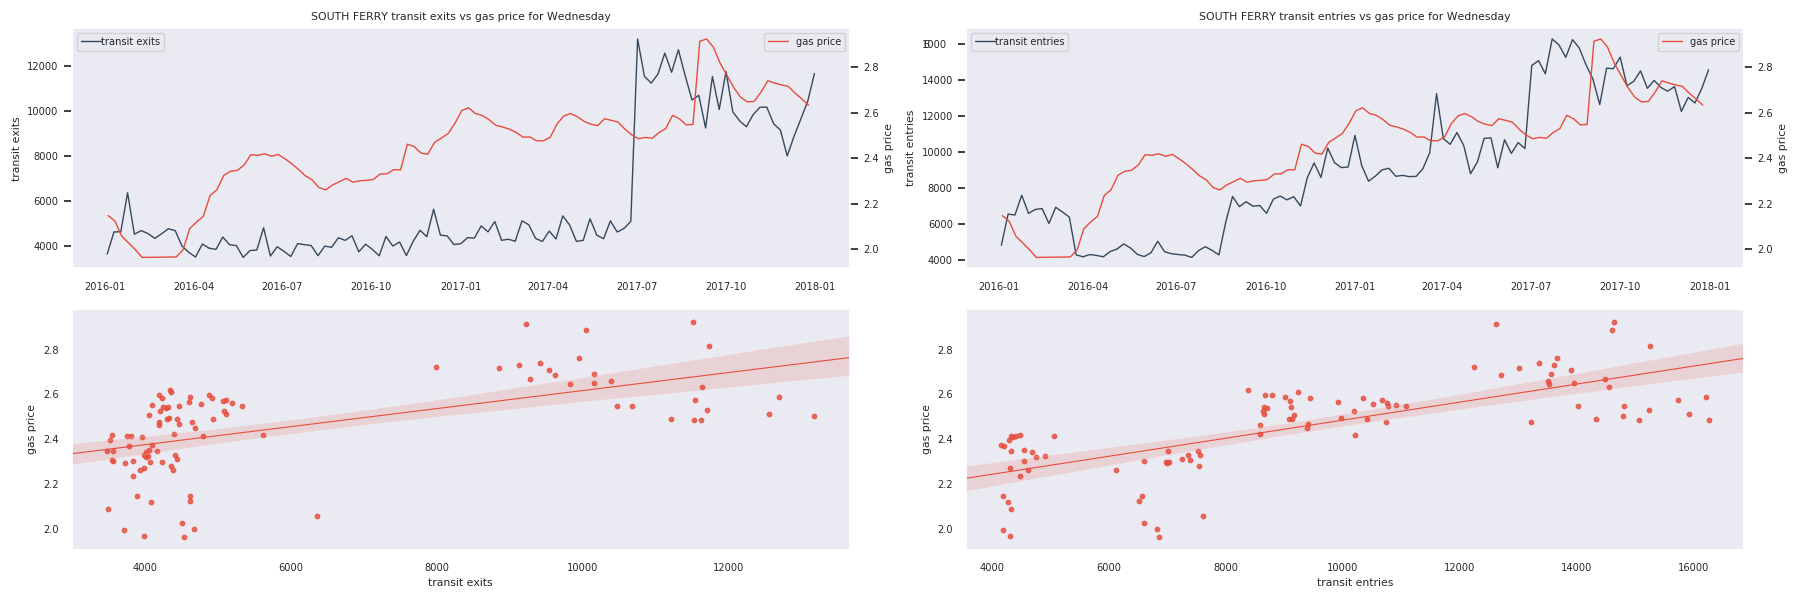 SOUTH FERRY transit exits vs gas price for Wednesday
transit exits
gas price
12000
10000
8000
6000
4000
transit exits
2.8
2.6
2.4
2.2
2.0
gas price
2016-01 2016-04 2016-07 2016-10 2017-01 2017-04 2017-07 2017-10 2018-01
SOUTH FERRY transit entries vs gas price for Wednesday
transit entries
gas price
14000
12000
10000
8000
6000
4000
transit entries
2.8
2.6
2.4
2.2
2.0
gas price
2016-01 2016-04 2016-07 2016-10 2017-01 2017-04 2017-07 2017-10 2018-01
2.8
2.6
2.4
2.2
2.0
gas price
4000 6000 8000 10000 12000
transit exits
2.8
2.6
2.4
2.2
2.0
gas price
4000 6000 8000 10000 12000 14000 16000
transit entries